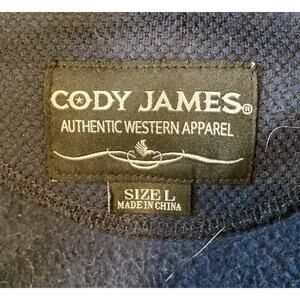 CODY JAMES®
AUTHENTIC WESTERN APPAREL
SIZE L
MADE IN CHINA